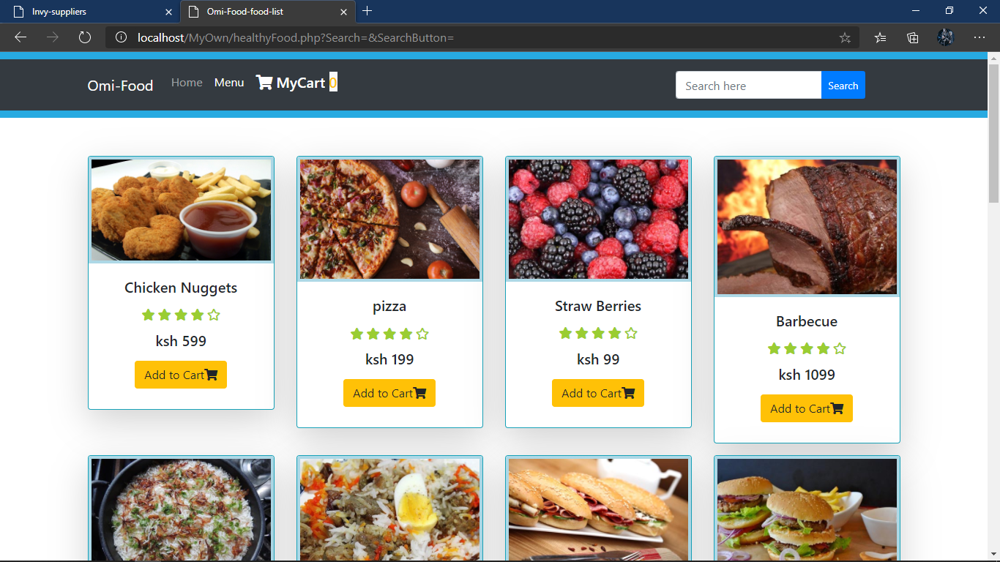 Invy-suppliers
Omi-Food-food-list
localhost/MyOwn/healthyFood.php?Search=&SearchButton=
Omi-Food Home Menu MyCart 0 Search here Search
Chicken Nuggets
ksh 599
Add to Cart
pizza
ksh 199
Add to Cart
Straw Berries
ksh 99
Add to Cart
Barbecue
ksh 1099
Add to Cart